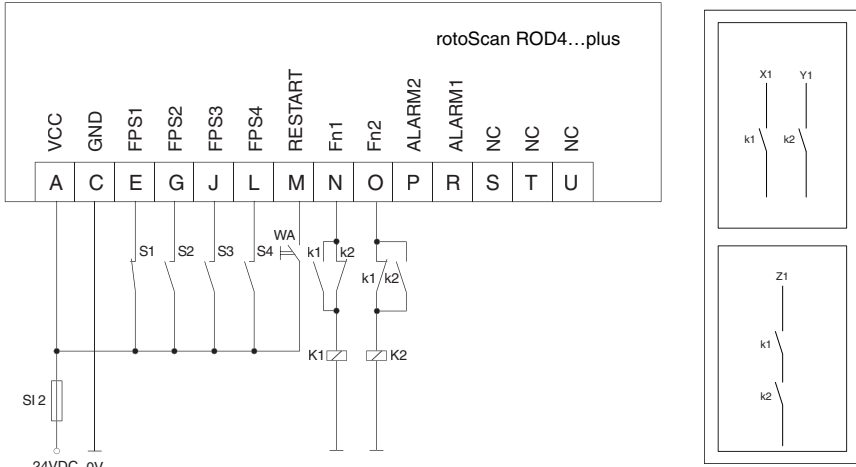 rotoScan ROD4...plus
VCC GND FPS1 FPS2 FPS3 FPS4 RESTART Fn1 Fn2 ALARM2 ALARM1 NC NC NC
A C E G J L M N O P R S T U
S1 S2 S3 S4 WA k1 k2 k1 k2
K1 K2
SI 2
24VDC 0V
X1 Y1
k1 k2
Z1
k1
k2